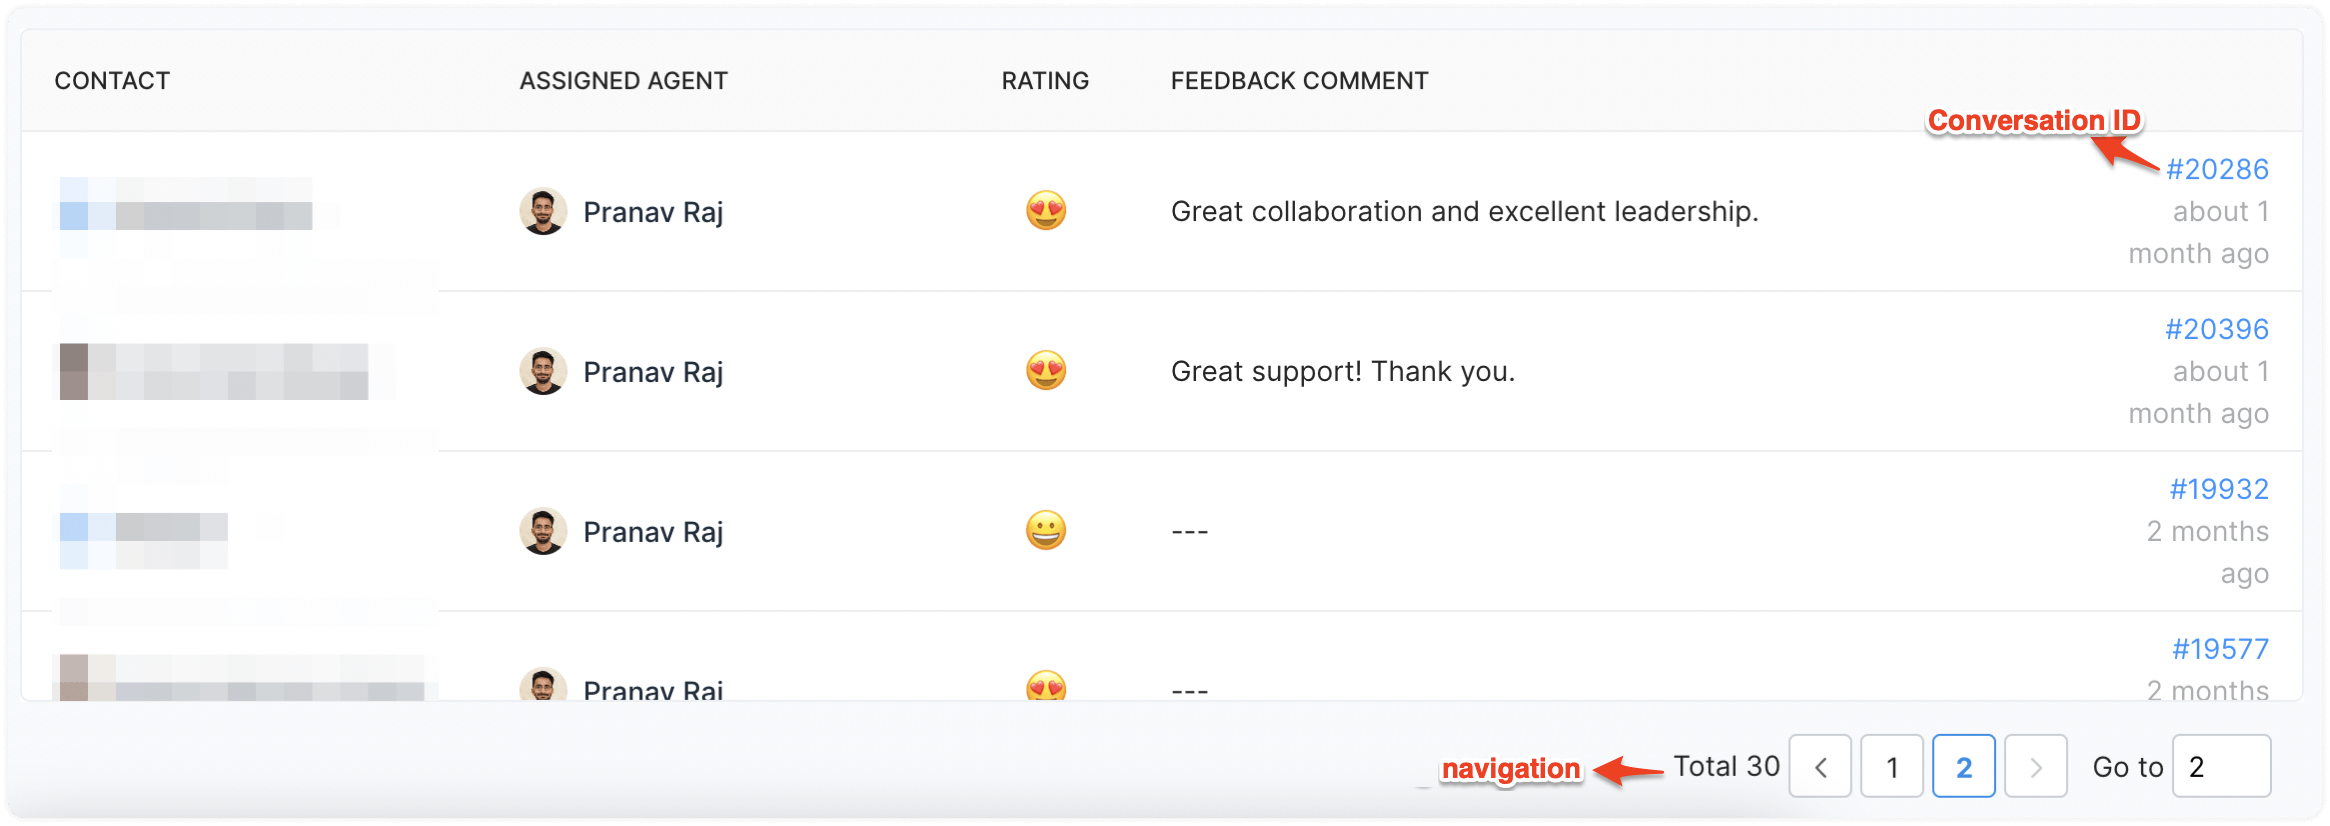 CONTACT ASSIGNED AGENT RATING FEEDBACK COMMENT
Conversation ID
#20286
Pranav Raj Great collaboration and excellent leadership. about 1
month ago
#20396
Pranav Raj Great support! Thank you. about 1
month ago
#19932
Pranav Raj --- 2 months
ago
#19577
Pranav Raj --- 2 months
navigation Total 30 < 1 2 > Go to 2